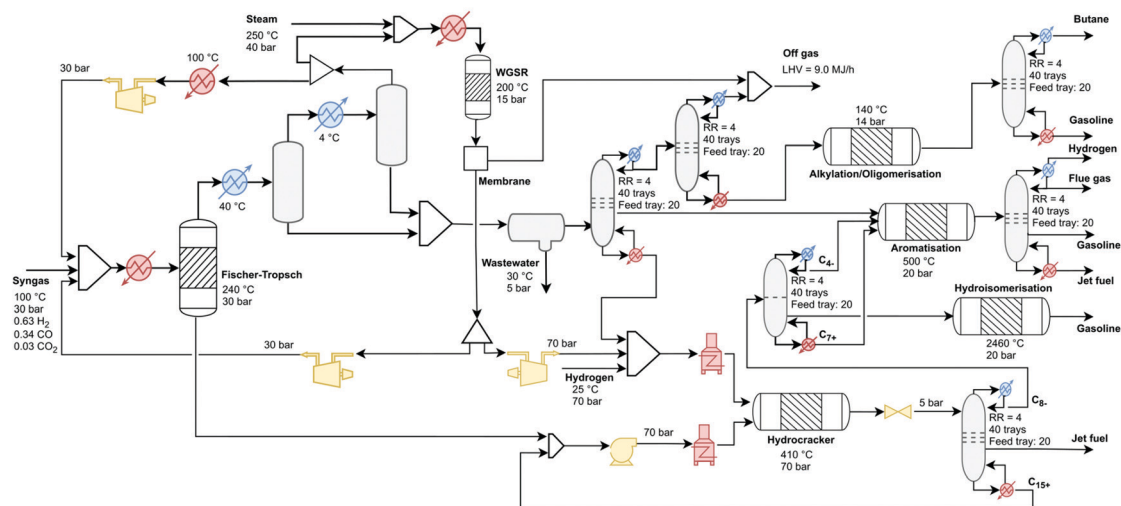 Steam
250 °C
40 bar
30 bar
100 °C
WGSR
200 °C
15 bar
4 °C
40 °C
Membrane
Off gas
LHV = 9.0 MJ/h
RR = 4
40 trays
Feed tray: 20
RR = 4
40 trays
Feed tray: 20
140 °C
14 bar
Alkylation/Oligomerisation
Butane
RR = 4
40 trays
Feed tray: 20
Gasoline
Hydrogen
Flue gas
RR = 4
40 trays
Feed tray: 20
Gasoline
Jet fuel
Aromatisation
500 °C
20 bar
Wastewater
30 °C
5 bar
Fischer-Tropsch
240 °C
30 bar
Syngas
100 °C
30 bar
0.63 H₂
0.34 CO
0.03 CO₂
C₄₋
RR = 4
40 trays
Feed tray: 20
C₇₊
Hydroisomerisation
2460 °C
20 bar
Gasoline
30 bar
70 bar
Hydrogen
25 °C
70 bar
70 bar
Hydrocracker
410 °C
70 bar
5 bar
C₈₋
RR = 4
40 trays
Feed tray: 20
Jet fuel
C₁₅₊